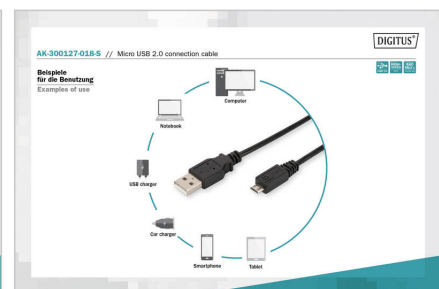 DIGITUS®
AK-300127-018-S // Micro USB 2.0 connection cable
Beispiele
für die Benutzung
Examples of use
Computer
Notebook
USB charger
Car charger
Smartphone
Tablet